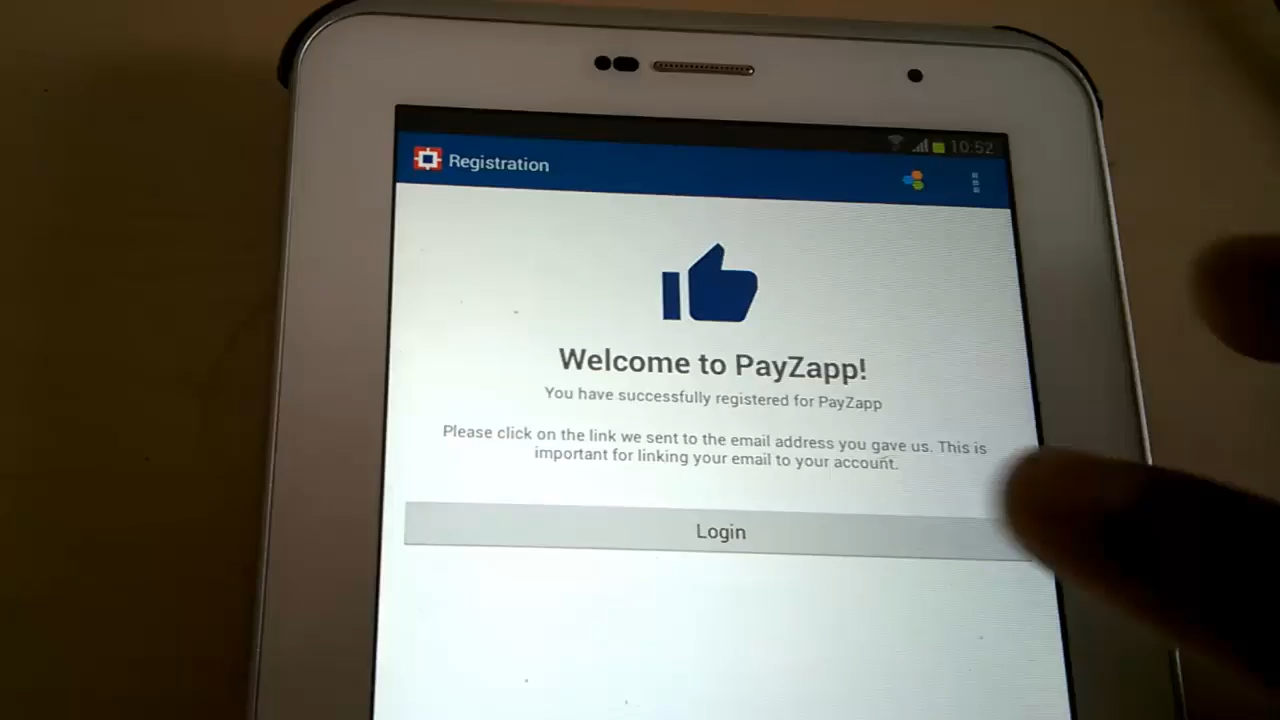 10:52
Registration
Welcome to PayZapp!
You have successfully registered for PayZapp
Please click on the link we sent to the email address you gave us. This is
important for linking your email to your account.
Login